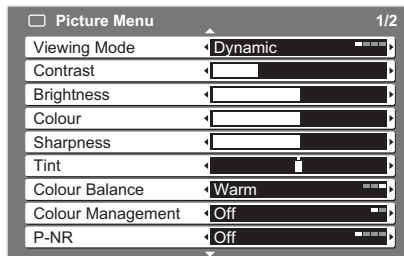 Picture Menu 1/2
Viewing Mode Dynamic
Contrast
Brightness
Colour
Sharpness
Tint
Colour Balance Warm
Colour Management Off
P-NR Off